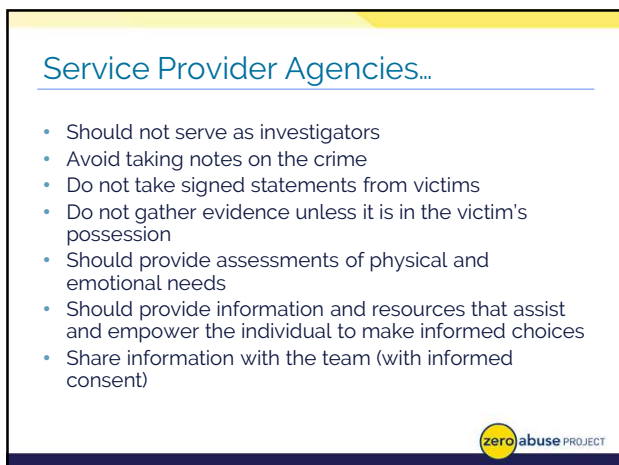 Service Provider Agencies...
• Should not serve as investigators
• Avoid taking notes on the crime
• Do not take signed statements from victims
• Do not gather evidence unless it is in the victim's
possession
• Should provide assessments of physical and
emotional needs
• Should provide information and resources that assist
and empower the individual to make informed choices
• Share information with the team (with informed
consent)
zero abuse PROJECT